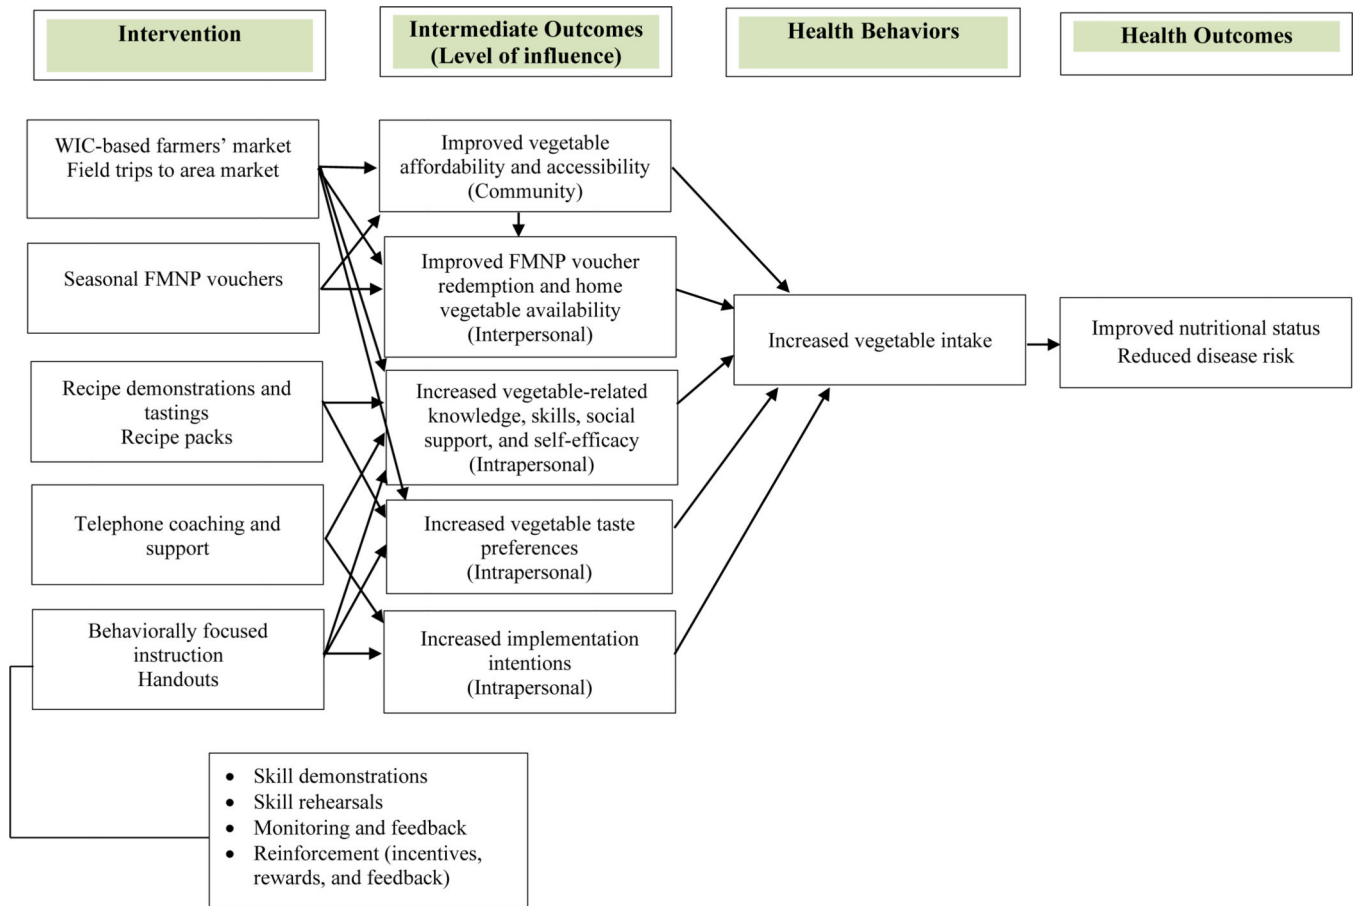 Intervention
Intermediate Outcomes
(Level of influence)
Health Behaviors
Health Outcomes
WIC-based farmers’ market
Field trips to area market
Seasonal FMNP vouchers
Recipe demonstrations and
tastings
Recipe packs
Telephone coaching and
support
Behaviorally focused
instruction
Handouts
• Skill demonstrations
• Skill rehearsals
• Monitoring and feedback
• Reinforcement (incentives,
rewards, and feedback)
Improved vegetable
affordability and accessibility
(Community)
Improved FMNP voucher
redemption and home
vegetable availability
(Interpersonal)
Increased vegetable-related
knowledge, skills, social
support, and self-efficacy
(Intrapersonal)
Increased vegetable taste
preferences
(Intrapersonal)
Increased implementation
intentions
(Intrapersonal)
Increased vegetable intake
Improved nutritional status
Reduced disease risk